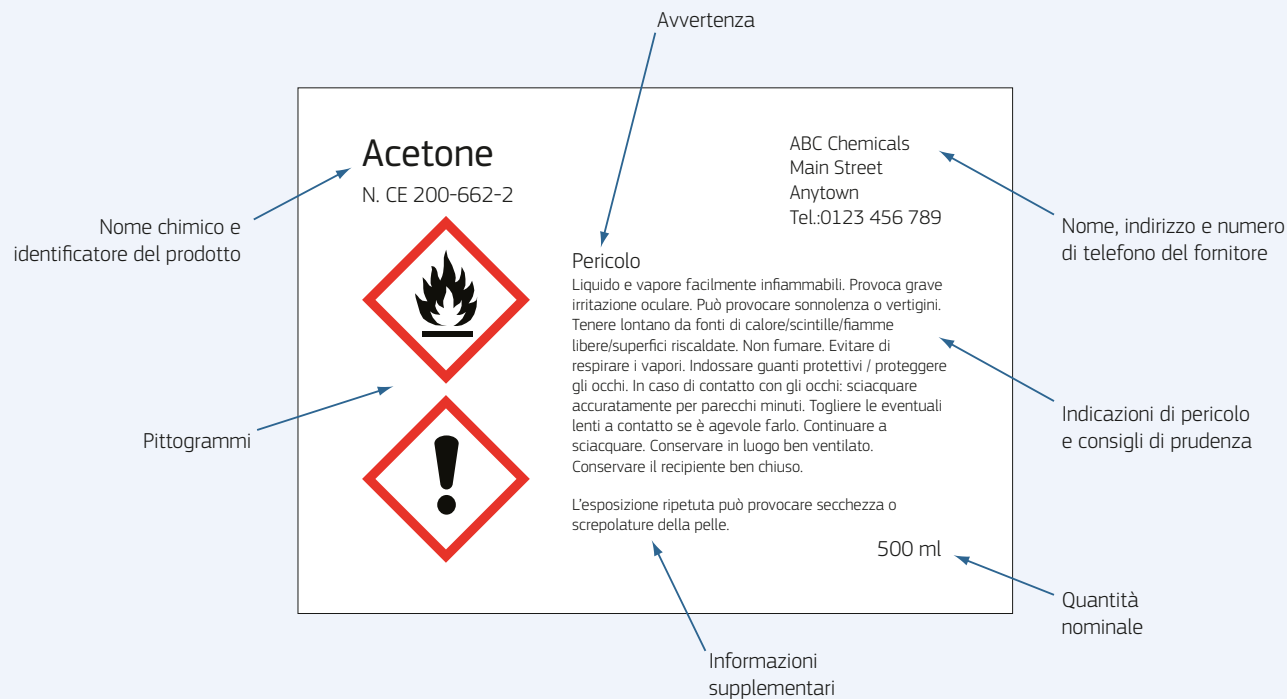 Avvertenza
Acetone
N. CE 200-662-2
ABC Chemicals
Main Street
Anytown
Tel.:0123 456 789
Nome chimico e
identificatore del prodotto
Nome, indirizzo e numero
di telefono del fornitore
Pericolo
Liquido e vapore facilmente infiammabili. Provoca grave
irritazione oculare. Può provocare sonnolenza o vertigini.
Tenere lontano da fonti di calore/scintille/fiamme
libere/superfici riscaldate. Non fumare. Evitare di
respirare i vapori. Indossare guanti protettivi / proteggere
gli occhi. In caso di contatto con gli occhi: sciacquare
accuratamente per parecchi minuti. Togliere le eventuali
lenti a contatto se è agevole farlo. Continuare a
sciacquare. Conservare in luogo ben ventilato.
Conservare il recipiente ben chiuso.
Pittogrammi
Indicazioni di pericolo
e consigli di prudenza
L'esposizione ripetuta può provocare secchezza o
screpolature della pelle.
500 ml
Quantità
nominale
Informazioni
supplementari